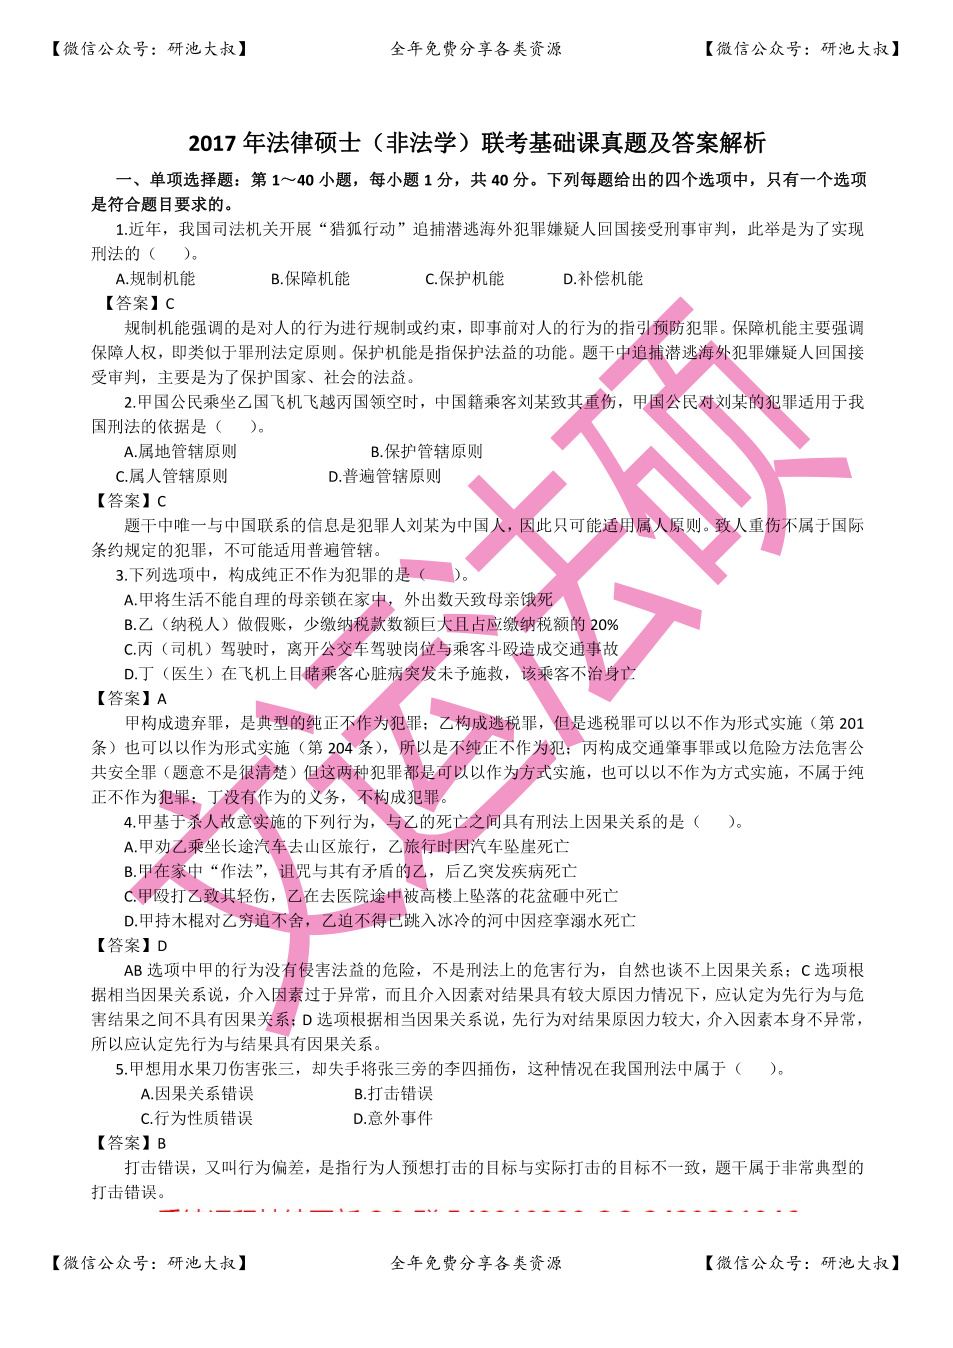 【微信公众号：研池大叔】 全年免费分享各类资源 【微信公众号：研池大叔】
2017 年法律硕士（非法学）联考基础课真题及答案解析
一、单项选择题：第 1～40 小题，每小题 1 分，共 40 分。下列每题给出的四个选项中，只有一个选项
是符合题目要求的。
1.近年，我国司法机关开展“猎狐行动”追捕潜逃海外犯罪嫌疑人回国接受刑事审判，此举是为了实现
刑法的（ ）。
A.规制机能 B.保障机能 C.保护机能 D.补偿机能
【答案】C
规制机能强调的是对人的行为进行规制或约束，即事前对人的行为的指引预防犯罪。保障机能主要强调
保障人权，即类似于罪刑法定原则。保护机能是指保护法益的功能。题干中追捕潜逃海外犯罪嫌疑人回国接
受审判，主要是为了保护国家、社会的法益。
2.甲国公民乘坐乙国飞机飞越丙国领空时，中国籍乘客刘某致其重伤，甲国公民对刘某的犯罪适用于我
国刑法的依据是（ ）。
A.属地管辖原则 B.保护管辖原则
C.属人管辖原则 D.普遍管辖原则
【答案】C
题干中唯一与中国联系的信息是犯罪人刘某为中国人，因此只可能适用属人原则。致人重伤不属于国际
条约规定的犯罪，不可能适用普遍管辖。
3.下列选项中，构成纯正不作为犯罪的是（ ）。
A.甲将生活不能自理的母亲锁在家中，外出数天致母亲饿死
B.乙（纳税人）做假账，少缴纳税款数额巨大且占应缴纳税额的 20%
C.丙（司机）驾驶时，离开公交车驾驶岗位与乘客斗殴造成交通事故
D.丁（医生）在飞机上目睹乘客心脏病突发未予施救，该乘客不治身亡
【答案】A
甲构成遗弃罪，是典型的纯正不作为犯罪；乙构成逃税罪，但是逃税罪可以以不作为形式实施（第 201
条）也可以以作为形式实施（第 204 条），所以是不纯正不作为犯；丙构成交通肇事罪或以危险方法危害公
共安全罪（题意不是很清楚）但这两种犯罪都是可以以作为方式实施，也可以以不作为方式实施，不属于纯
正不作为犯罪；丁没有作为的义务，不构成犯罪。
4.甲基于杀人故意实施的下列行为，与乙的死亡之间具有刑法上因果关系的是（ ）。
A.甲劝乙乘坐长途汽车去山区旅行，乙旅行时因汽车坠崖死亡
B.甲在家中“作法”，诅咒与其有矛盾的乙，后乙突发疾病死亡
C.甲殴打乙致其轻伤，乙在去医院途中被高楼上坠落的花盆砸中死亡
D.甲持木棍对乙穷追不舍，乙迫不得已跳入冰冷的河中因痉挛溺水死亡
【答案】D
AB 选项中甲的行为没有侵害法益的危险，不是刑法上的危害行为，自然也谈不上因果关系；C 选项根
据相当因果关系说，介入因素过于异常，而且介入因素对结果具有较大原因力情况下，应认定为先行为与危
害结果之间不具有因果关系；D 选项根据相当因果关系说，先行为对结果原因力较大，介入因素本身不异常，
所以应认定先行为与结果具有因果关系。
5.甲想用水果刀伤害张三，却失手将张三旁的李四捅伤，这种情况在我国刑法中属于（ ）。
A.因果关系错误 B.打击错误
C.行为性质错误 D.意外事件
【答案】B
打击错误，又叫行为偏差，是指行为人预想打击的目标与实际打击的目标不一致，题干属于非常典型的
打击错误。
文运法硕
【微信公众号：研池大叔】 全年免费分享各类资源 【微信公众号：研池大叔】